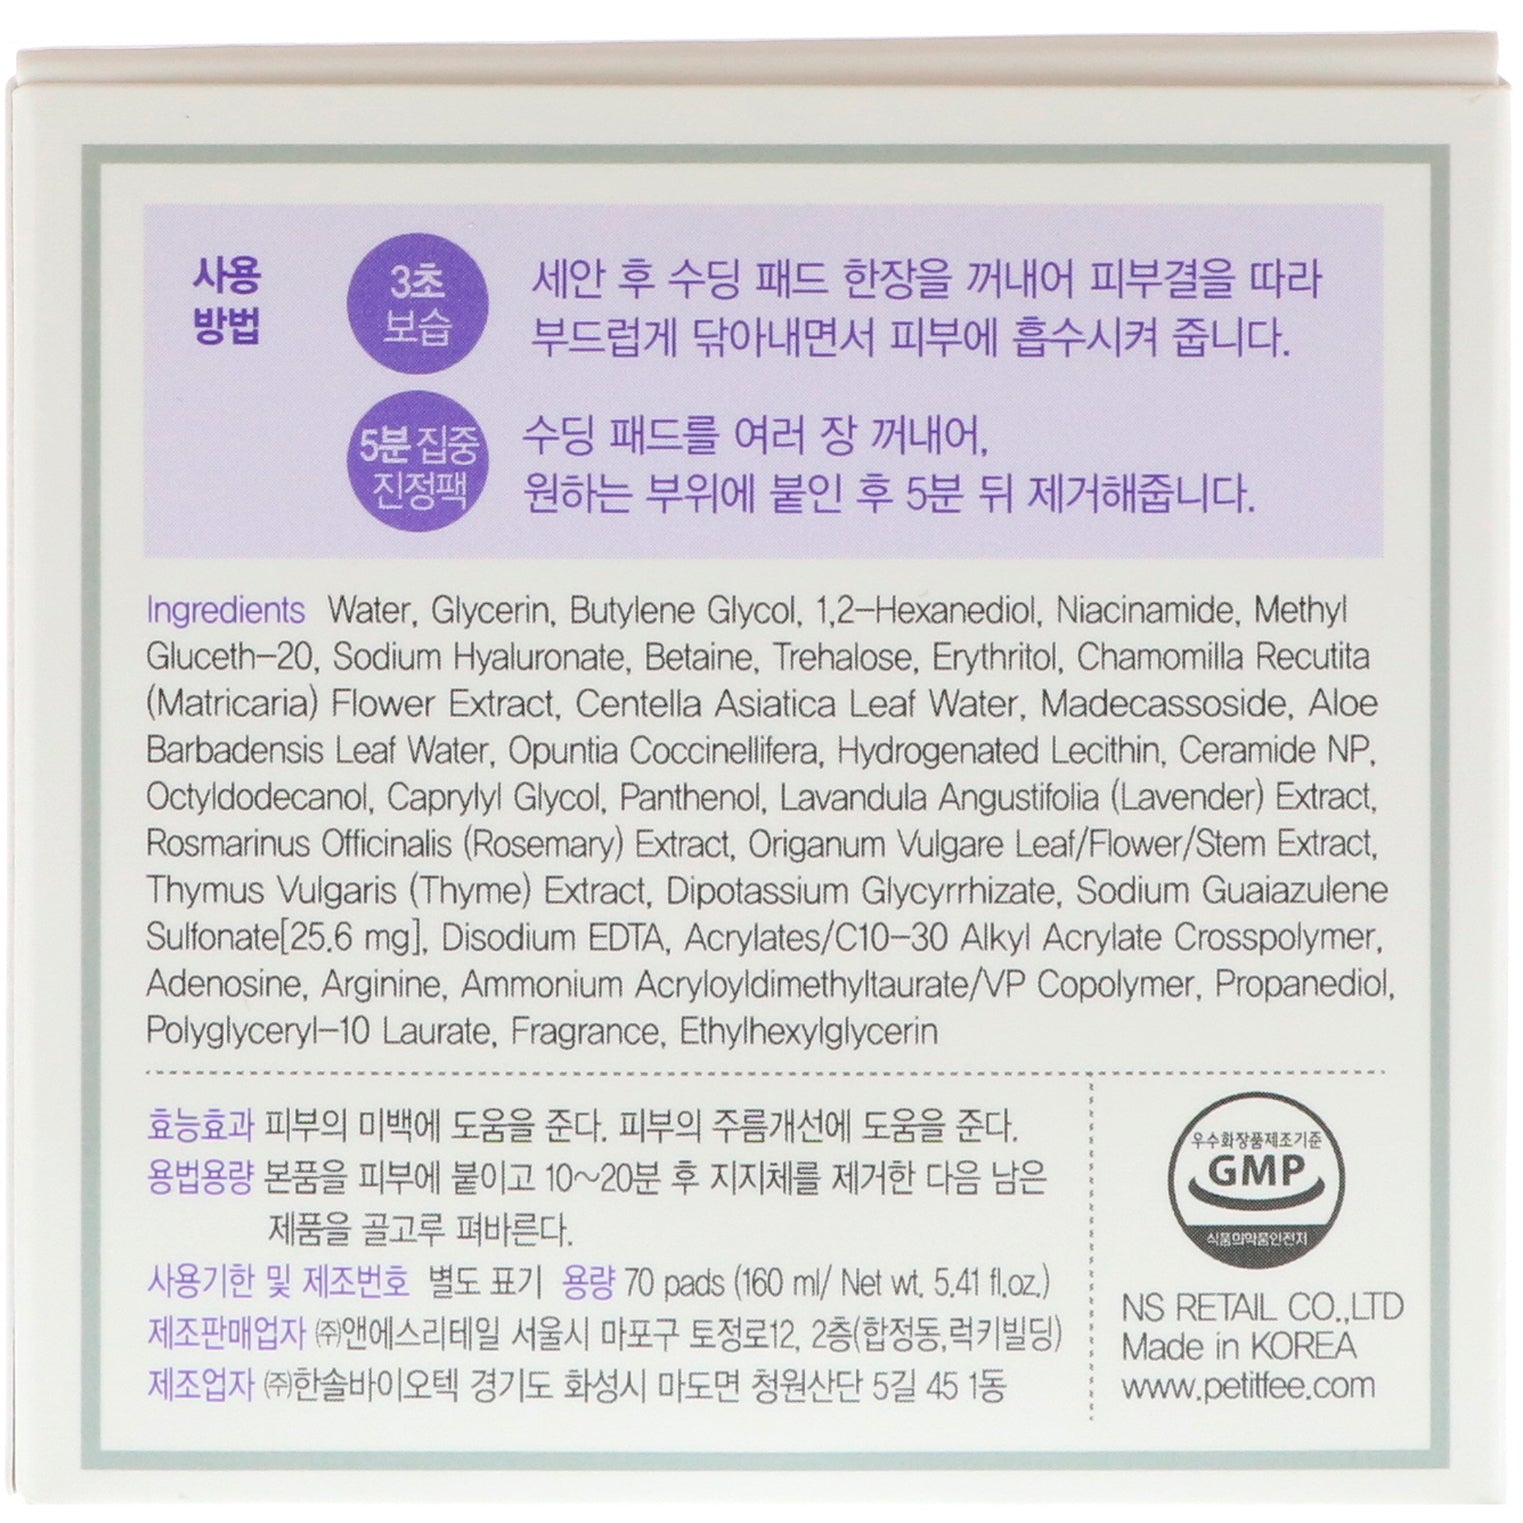 사용
방법
3초
보습
세안 후 수딩 패드 한장을 꺼내어 피부결을 따라
부드럽게 닦아내면서 피부에 흡수시켜 줍니다.
5분 집중
진정팩
수딩 패드를 여러 장 꺼내어,
원하는 부위에 붙인 후 5분 뒤 제거해줍니다.
Ingredients Water, Glycerin, Butylene Glycol, 1,2-Hexanediol, Niacinamide, Methyl
Gluceth-20, Sodium Hyaluronate, Betaine, Trehalose, Erythritol, Chamomilla Recutita
(Matricaria) Flower Extract, Centella Asiatica Leaf Water, Madecassoside, Aloe
Barbadensis Leaf Water, Opuntia Coccinellifera, Hydrogenated Lecithin, Ceramide NP,
Octyldodecanol, Caprylyl Glycol, Panthenol, Lavandula Angustifolia (Lavender) Extract,
Rosmarinus Officinalis (Rosemary) Extract, Origanum Vulgare Leaf/Flower/Stem Extract,
Thymus Vulgaris (Thyme) Extract, Dipotassium Glycyrrhizate, Sodium Guaiazulene
Sulfonate[25.6 mg], Disodium EDTA, Acrylates/C10-30 Alkyl Acrylate Crosspolymer,
Adenosine, Arginine, Ammonium Acryloyldimethyltaurate/VP Copolymer, Propanediol,
Polyglyceryl-10 Laurate, Fragrance, Ethylhexylglycerin
효능효과 피부의 미백에 도움을 준다. 피부의 주름개선에 도움을 준다.
용법용량 본품을 피부에 붙이고 10~20분 후 지지체를 제거한 다음 남은
제품을 골고루 펴바른다.
사용기한 및 제조번호 별도 표기 용량 70 pads (160 ml/ Net wt. 5.41 fl.oz.)
제조판매업자 ㈜앤에스리테일 서울시 마포구 토정로12, 2층(합정동,럭키빌딩)
제조업자 ㈜한솔바이오텍 경기도 화성시 마도면 청원산단 5길 45 1동
우수화장품제조기준
GMP
식품의약품안전처
NS RETAIL CO.,LTD
Made in KOREA
www.petitfee.com